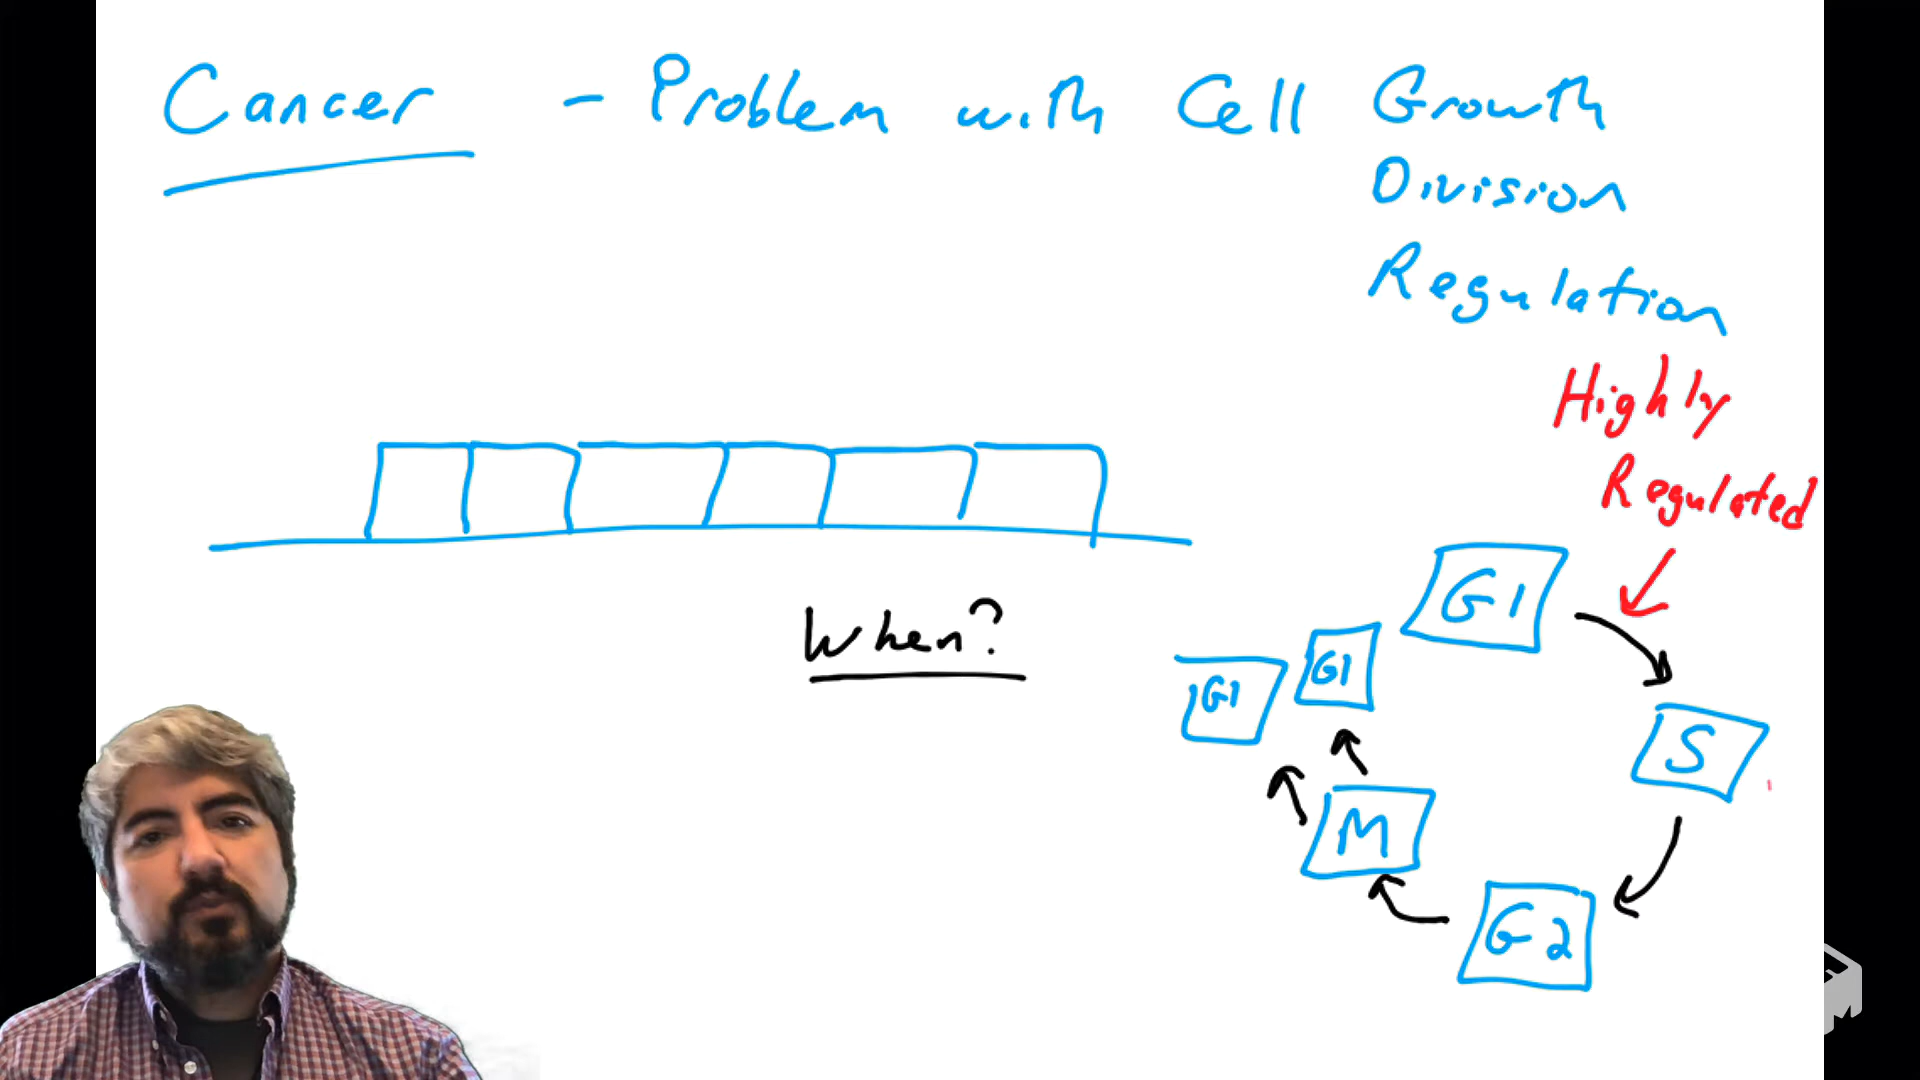 Cancer - Problem with Cell Growth
Division
Regulation
Highly
Regulated
When?
G1
G1
G1
S
M
G2